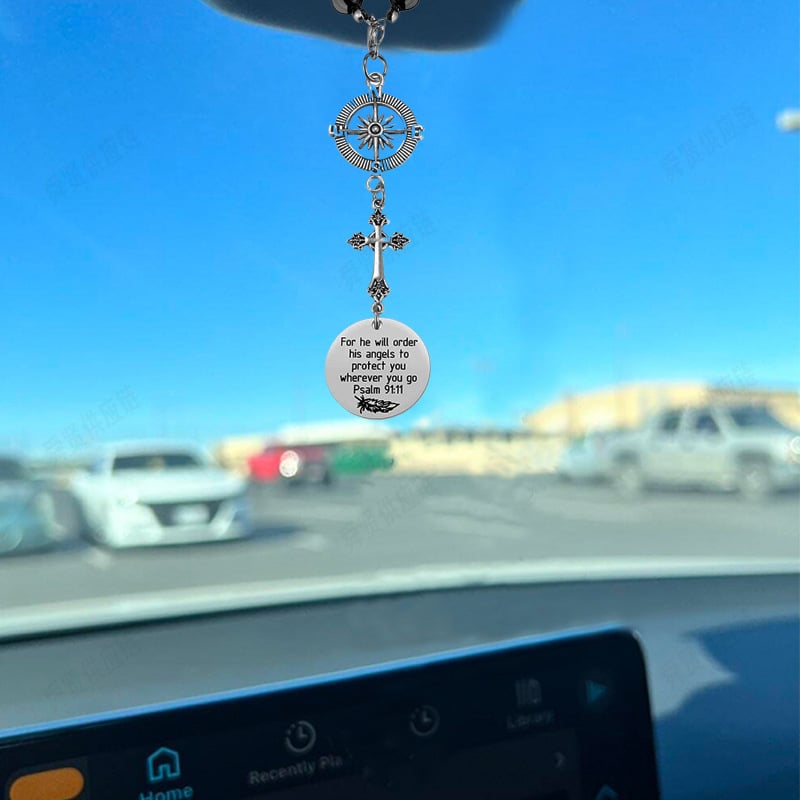 For he will order
his angels to
protect you
wherever you go
Psalm 91:11
Home
Recently Pla
Library